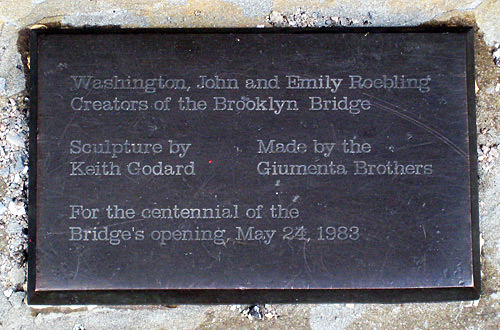 Washington, John and Emily Roebling
Creators of the Brooklyn Bridge
Sculpture by
Keith Godard
Made by the
Giumenta Brothers
For the centennial of the
Bridge's opening, May 24, 1983